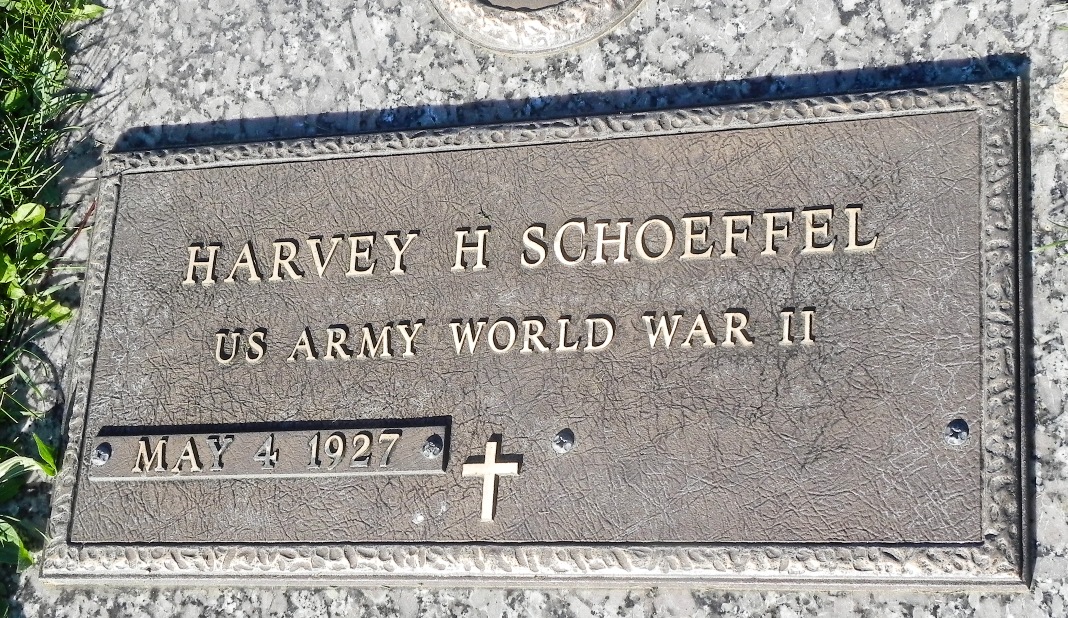 HARVEY H SCHOEFFEL
US ARMY WORLD WAR II
MAY 4 1927